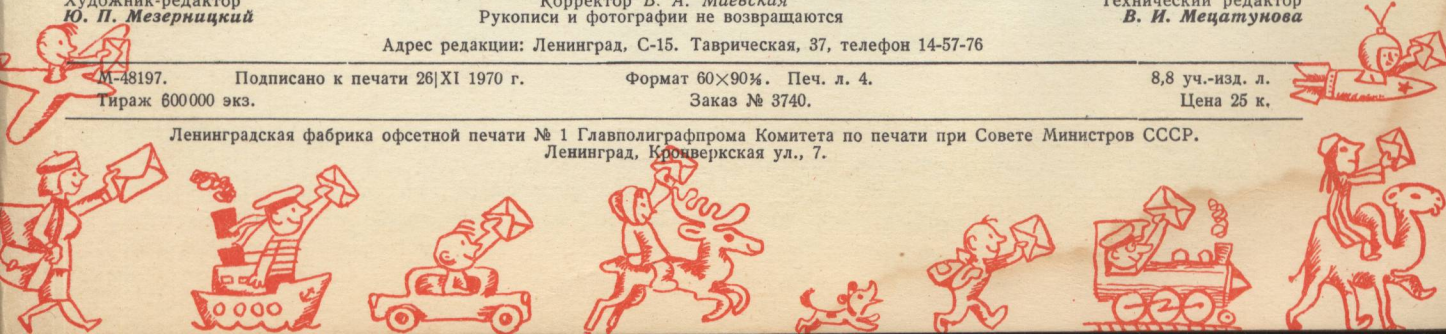 Художник-редактор Корректор В. А. Маевская Технический редактор
Ю. П. Мезерницкий Рукописи и фотографии не возвращаются В. И. Мецатунова
Адрес редакции: Ленинград, С-15. Таврическая, 37, телефон 14-57-76
М-48197. Подписано к печати 26|XI 1970 г. Формат 60×90⅛. Печ. л. 4. 8,8 уч.-изд. л.
Тираж 600000 экз. Заказ № 3740. Цена 25 к.
Ленинградская фабрика офсетной печати № 1 Главполиграфпрома Комитета по печати при Совете Министров СССР.
Ленинград, Кронверкская ул., 7.